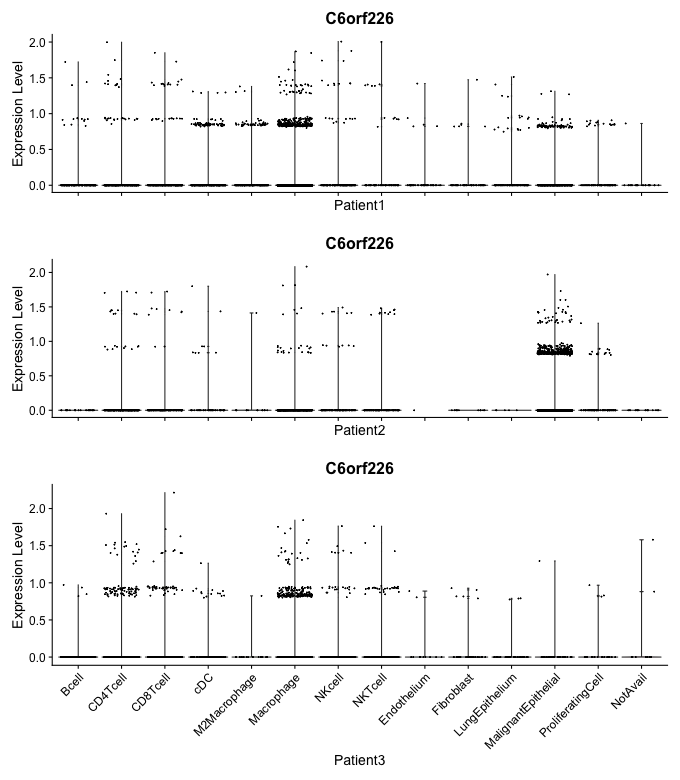 C6orf226
Expression Level
2.0
1.5
1.0
0.5
0.0
Patient1
C6orf226
Expression Level
2.0
1.5
1.0
0.5
0.0
Patient2
C6orf226
Expression Level
2.0
1.5
1.0
0.5
0.0
Bcell
CD4Tcell
CD8Tcell
cDC
M2Macrophage
Macrophage
NKcell
NKTcell
Endothelium
Fibroblast
LungEpithelium
MalignantEpithelial
ProliferatingCell
NotAvail
Patient3